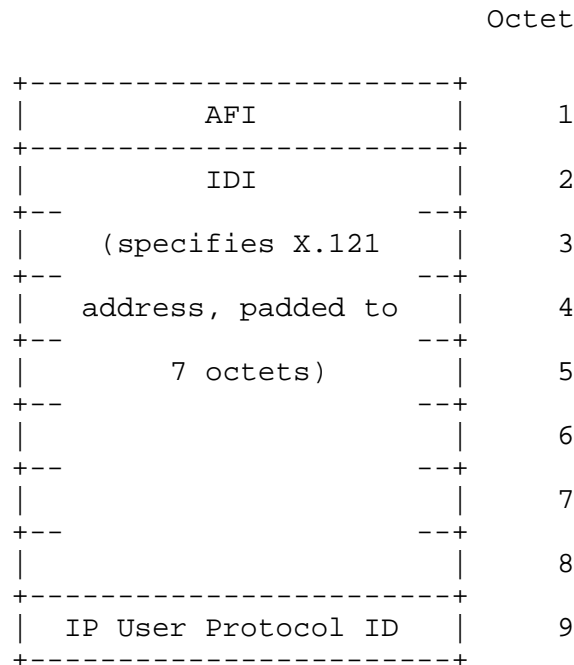 Octet
+------------------------+
|          AFI           |     1
+------------------------+
|          IDI           |     2
+--                    --+
|    (specifies X.121    |     3
+--                    --+
|   address, padded to   |     4
+--                    --+
|        7 octets)       |     5
+--                    --+
|                        |     6
+--                    --+
|                        |     7
+--                    --+
|                        |     8
+------------------------+
|  IP User Protocol ID   |     9
+------------------------+